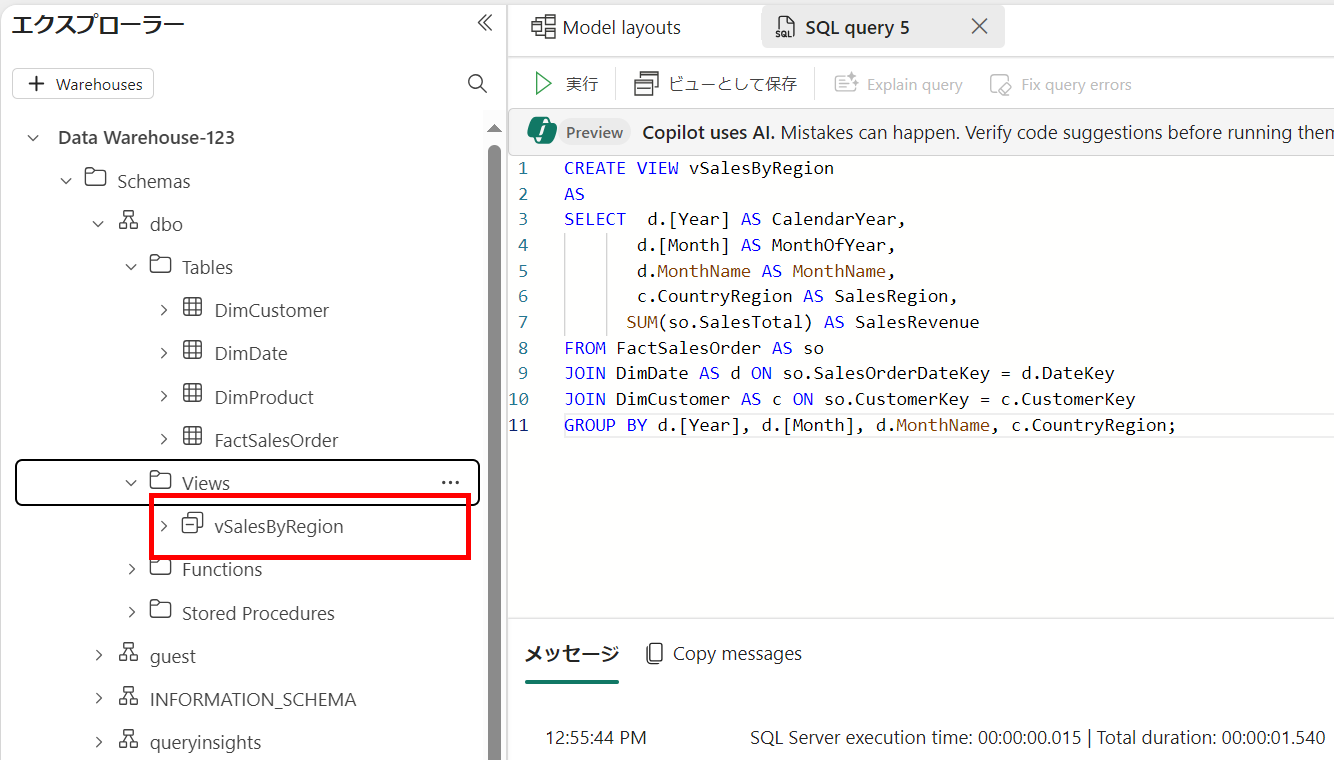 エクスプローラー
+ Warehouses
Data Warehouse-123
Schemas
dbo
Tables
DimCustomer
DimDate
DimProduct
FactSalesOrder
Views
vSalesByRegion
Functions
Stored Procedures
guest
INFORMATION_SCHEMA
queryinsights
Model layouts
SQL query 5
実行 ビューとして保存 Explain query Fix query errors
Preview Copilot uses AI. Mistakes can happen. Verify code suggestions before running them
1 CREATE VIEW vSalesByRegion
2 AS
3 SELECT d.[Year] AS CalendarYear,
4 d.[Month] AS MonthOfYear,
5 d.MonthName AS MonthName,
6 c.CountryRegion AS SalesRegion,
7 SUM(so.SalesTotal) AS SalesRevenue
8 FROM FactSalesOrder AS so
9 JOIN DimDate AS d ON so.SalesOrderDateKey = d.DateKey
10 JOIN DimCustomer AS c ON so.CustomerKey = c.CustomerKey
11 GROUP BY d.[Year], d.[Month], d.MonthName, c.CountryRegion;
メッセージ Copy messages
12:55:44 PM SQL Server execution time: 00:00:00.015 | Total duration: 00:00:01.540